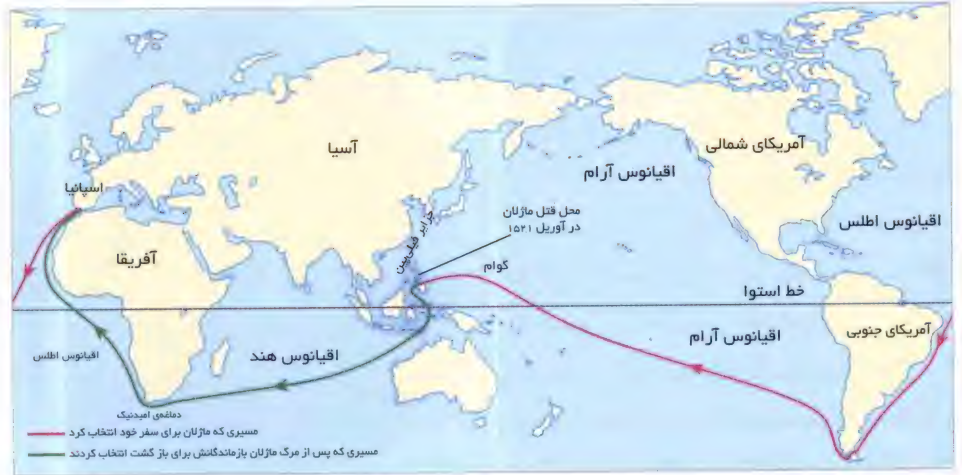 آسیا
آمریکای شمالی
اقیانوس آرام
اسپانیا
اقیانوس اطلس
محل قتل ماژلان
در آوریل ۱۵۲۱
جزایر فیلی‌پین
آفریقا
گوام
خط استوا
اقیانوس آرام
آمریکای جنوبی
اقیانوس هند
اقیانوس اطلس
دماغه‌ی امیدنیک
مسیری که ماژلان برای سفر خود انتخاب کرد
مسیری که پس از مرگ ماژلان بازماندگانش برای باز گشت انتخاب کردند